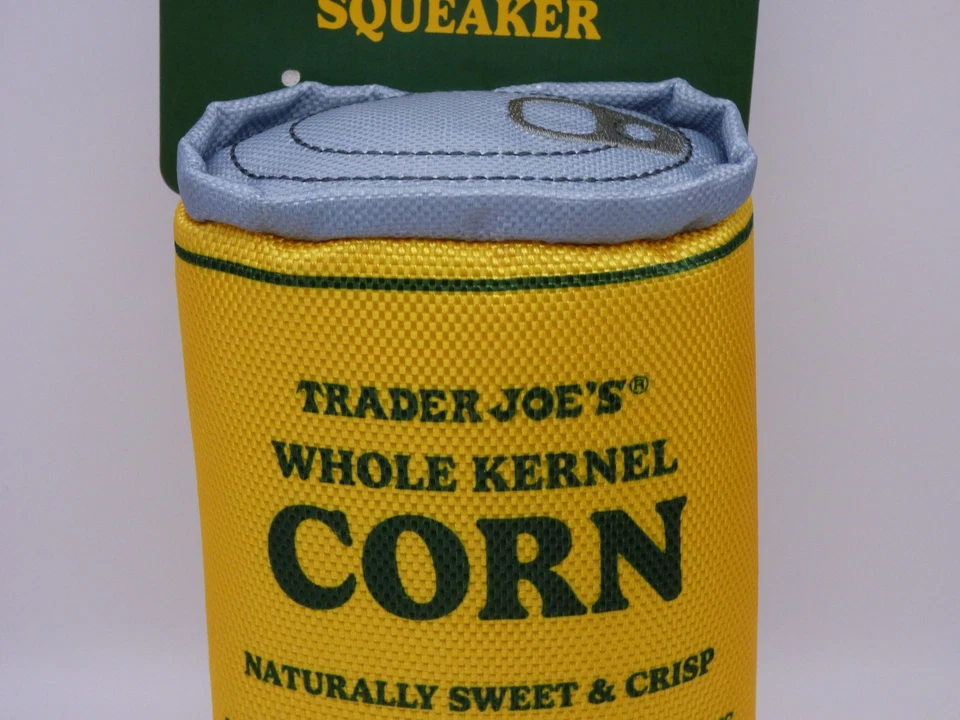 SQUEAKER
TRADER JOE'S®
WHOLE KERNEL
CORN
NATURALLY SWEET & CRISP